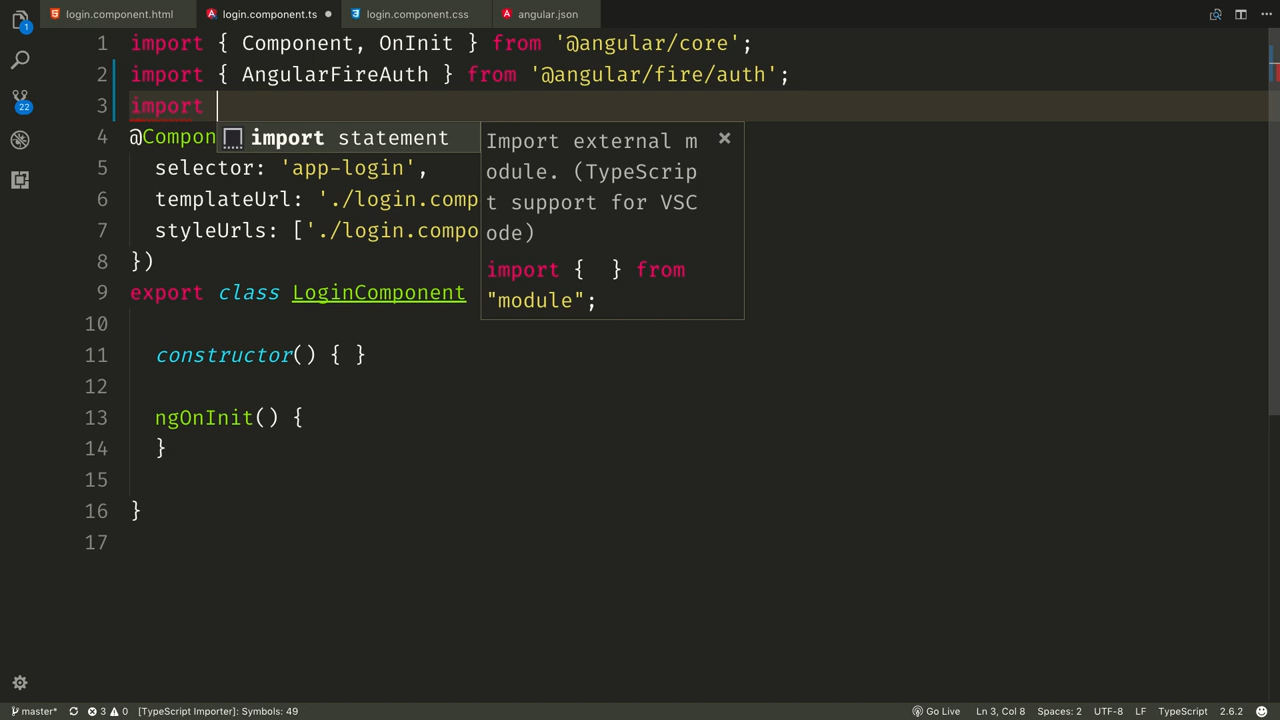 login.component.html login.component.ts login.component.css angular.json
1 import { Component, OnInit } from '@angular/core';
2 import { AngularFireAuth } from '@angular/fire/auth';
3 import
4 @Compon
5 selector: 'app-login',
6 templateUrl: './login.comp
7 styleUrls: ['./login.compo
8 })
9 export class LoginComponent
10
11 constructor() { }
12
13 ngOnInit() {
14 }
15
16 }
17
import statement
Import external m
odule. (TypeScrip
t support for VSC
ode)
import {  } from
"module";
1
22
master* 3 0 [TypeScript Importer]: Symbols: 49 Go Live Ln 3, Col 8 Spaces: 2 UTF-8 LF TypeScript 2.6.2